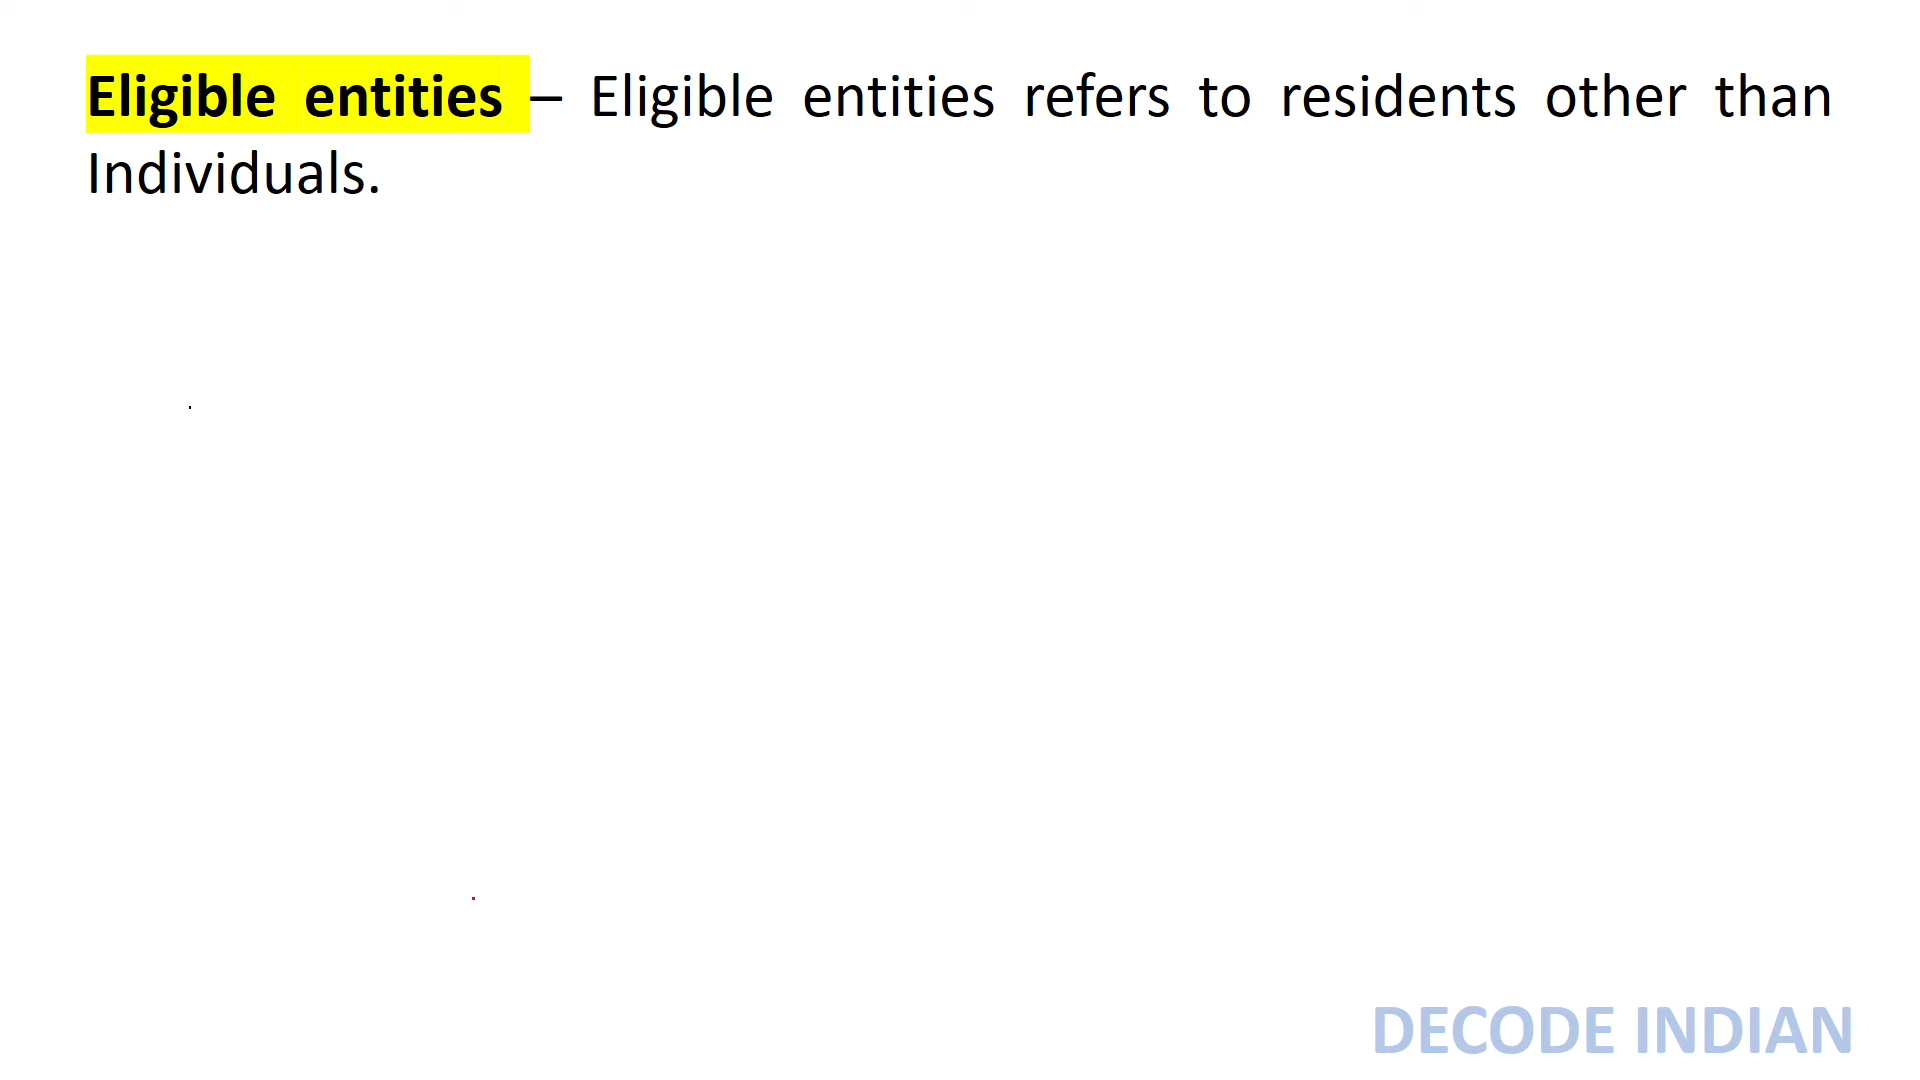 Eligible entities – Eligible entities refers to residents other than
Individuals.
DECODE INDIAN